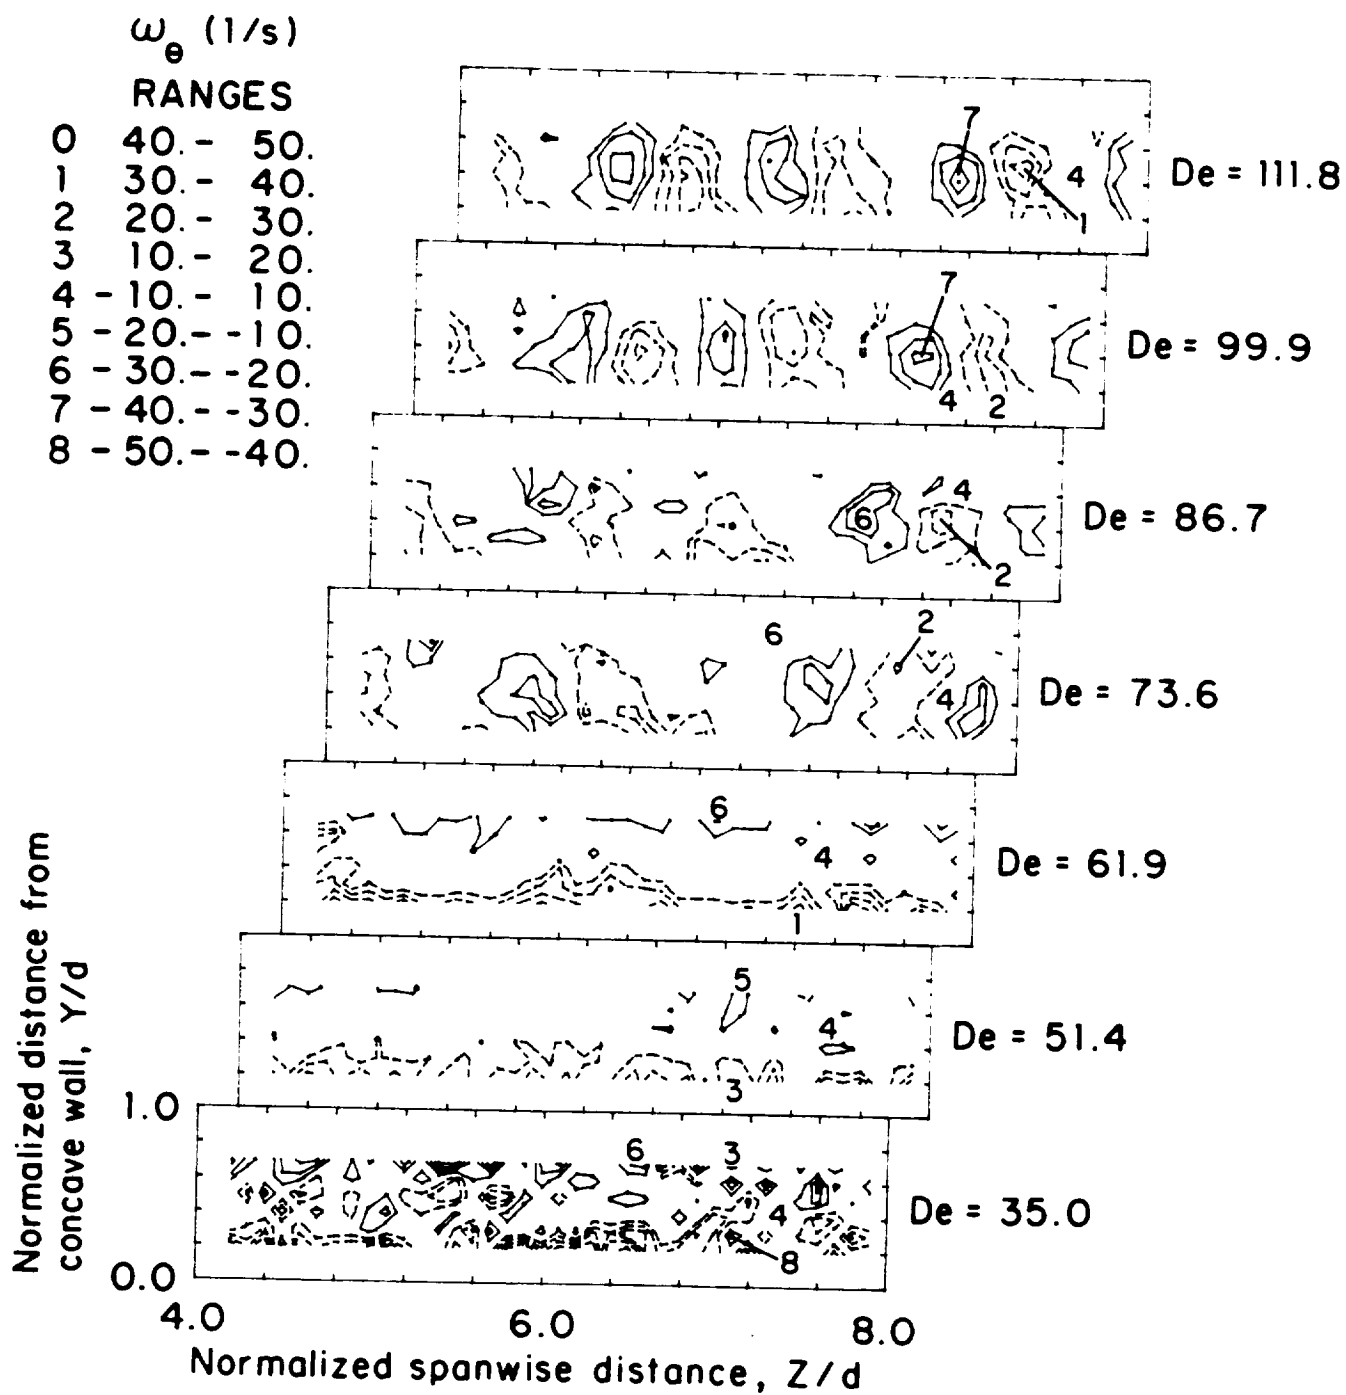 ωθ (1/s)
RANGES
0 40.- 50.
1 30.- 40.
2 20.- 30.
3 10.- 20.
4 -10.- 10.
5 -20.- -10.
6 -30.- -20.
7 -40.- -30.
8 -50.- -40.
7
4
1
De = 111.8
7
4 2
De = 99.9
4
6
2
De = 86.7
6 2
4
De = 73.6
6
4
1
De = 61.9
5
4
3
De = 51.4
6 3
4
8
De = 35.0
Normalized distance from
concave wall, Y/d
1.0
0.0
4.0 6.0 8.0
Normalized spanwise distance, Z/d